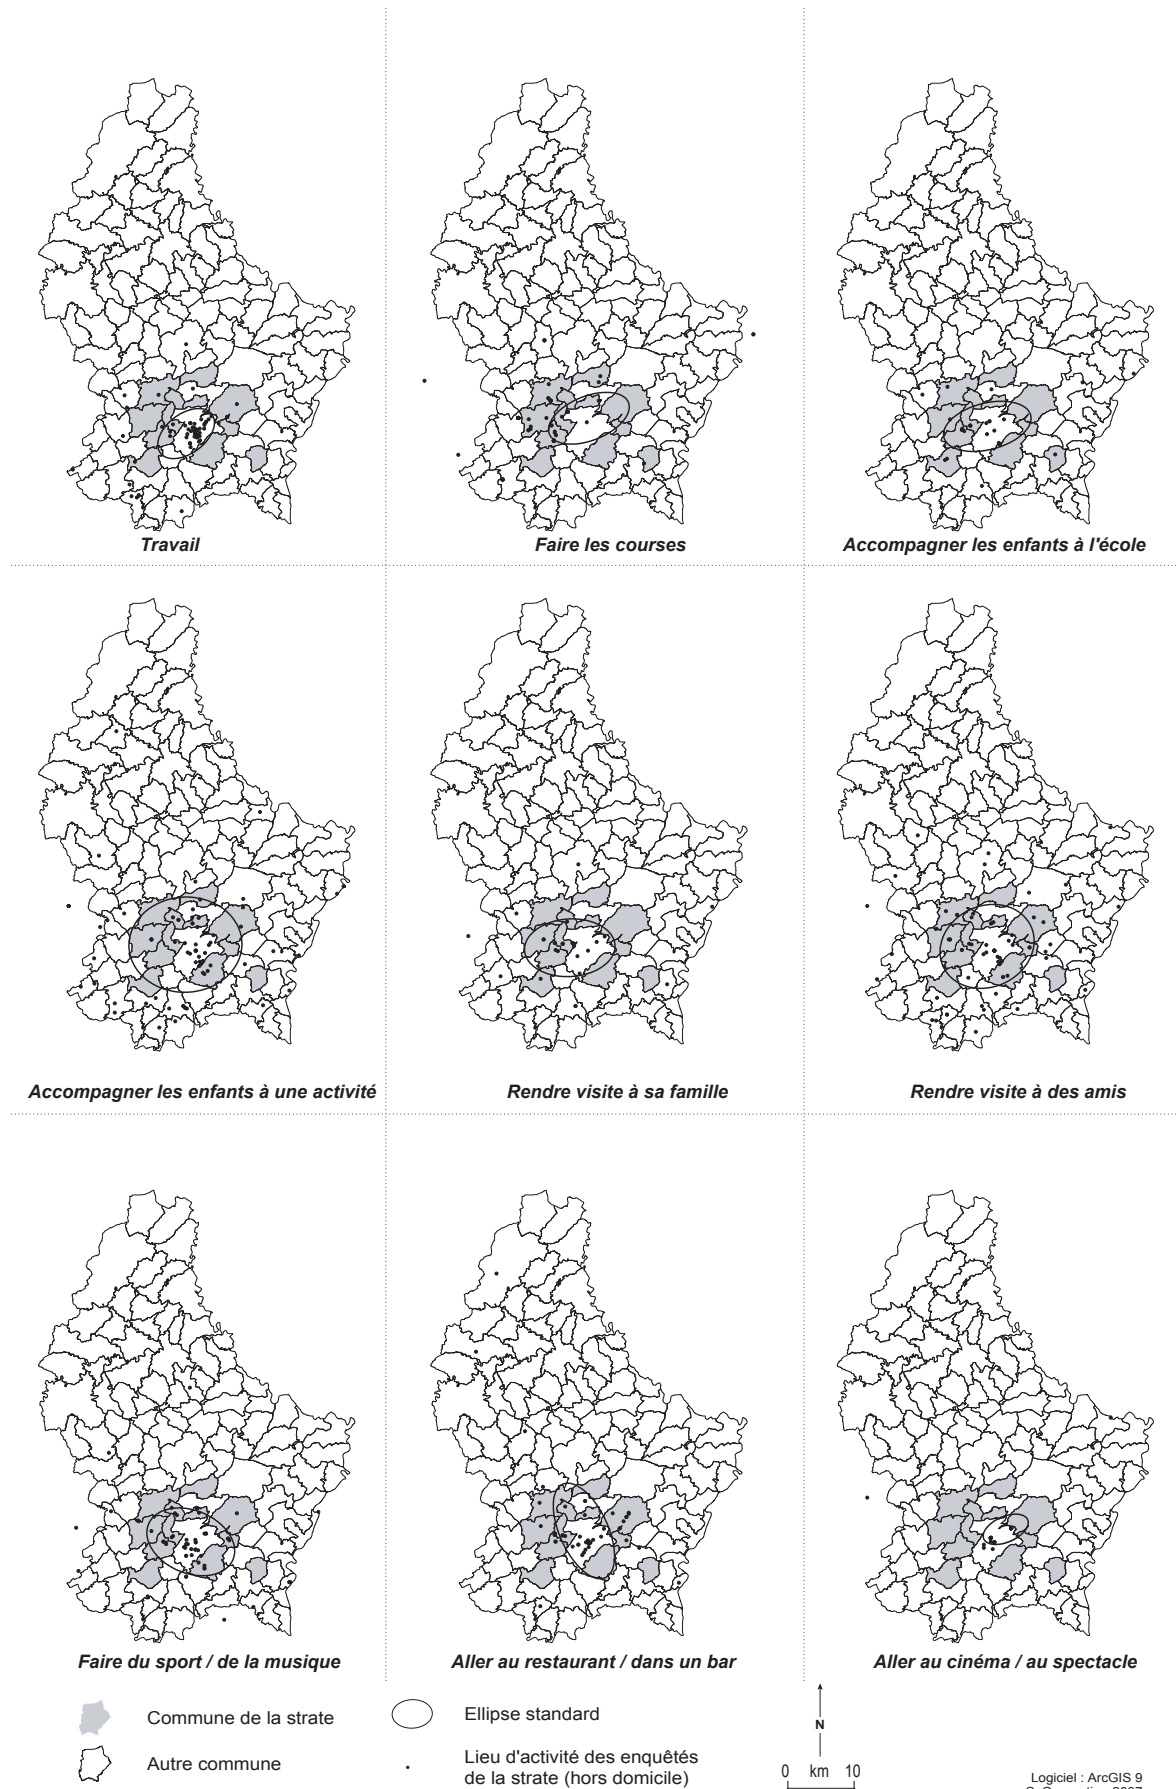 Travail
Faire les courses
Accompagner les enfants à l'école
Accompagner les enfants à une activité
Rendre visite à sa famille
Rendre visite à des amis
Faire du sport / de la musique
Aller au restaurant / dans un bar
Aller au cinéma / au spectacle
Commune de la strate
Autre commune
Ellipse standard
Lieu d'activité des enquêtés
de la strate (hors domicile)
N
0 km 10
Logiciel : ArcGIS 9